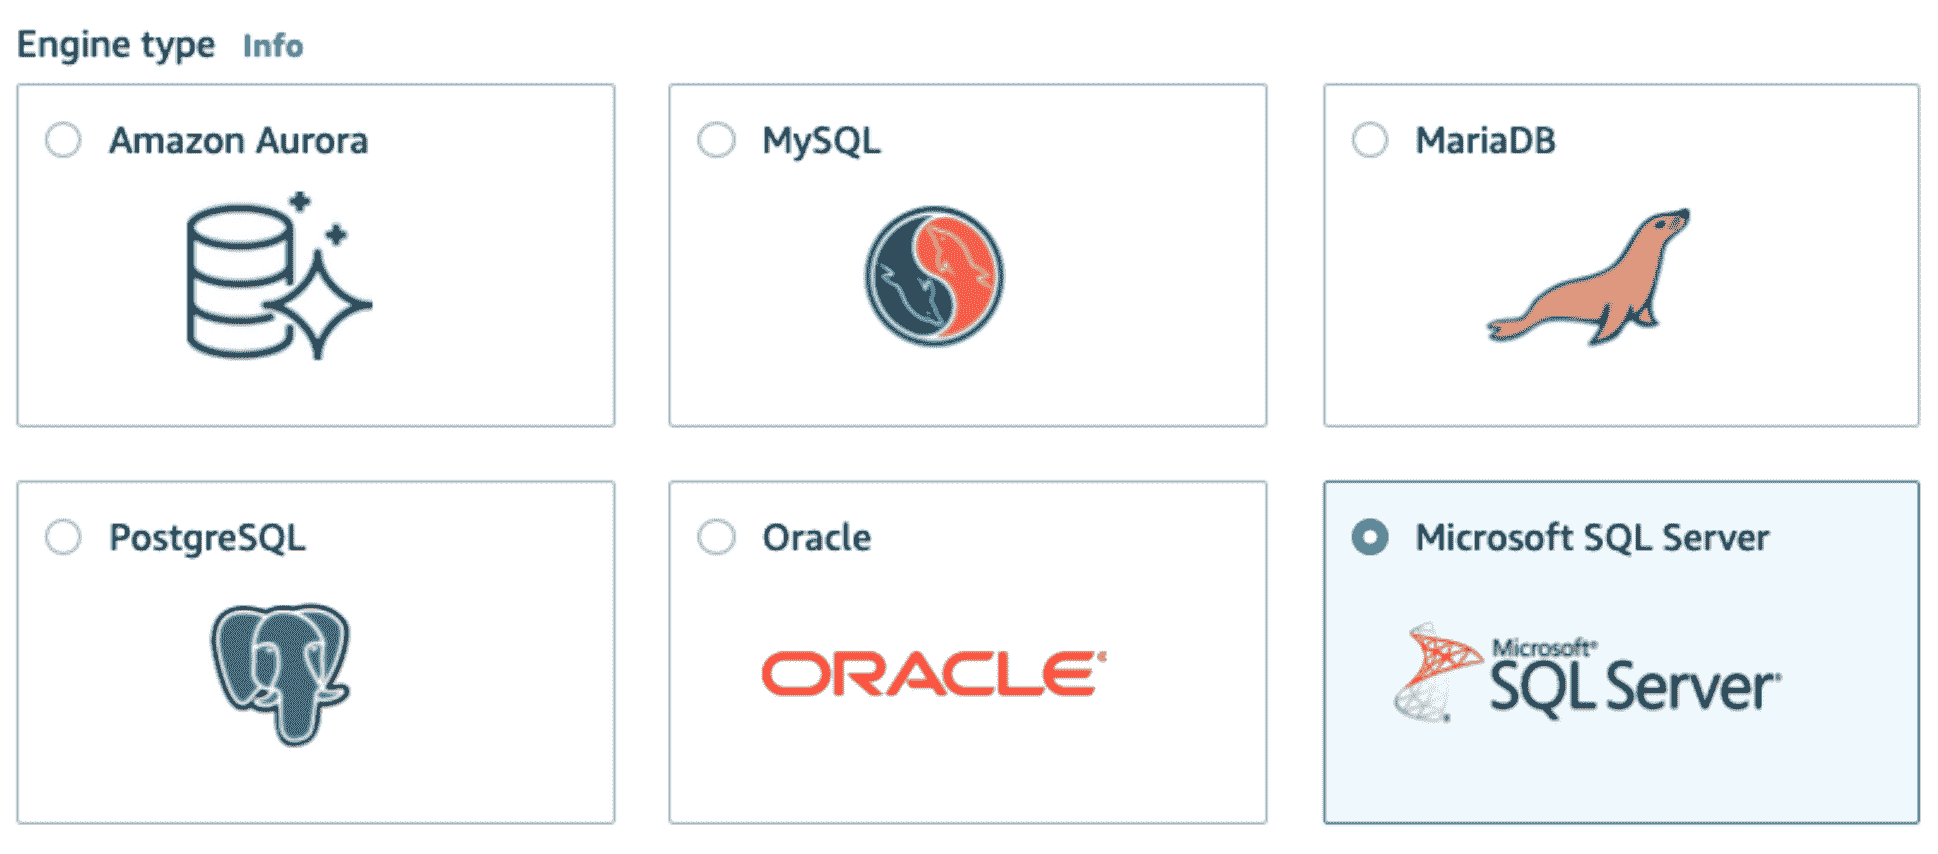 Engine type Info
Amazon Aurora
MySQL
MariaDB
PostgreSQL
Oracle
ORACLE
Microsoft SQL Server
Microsoft®
SQL Server®